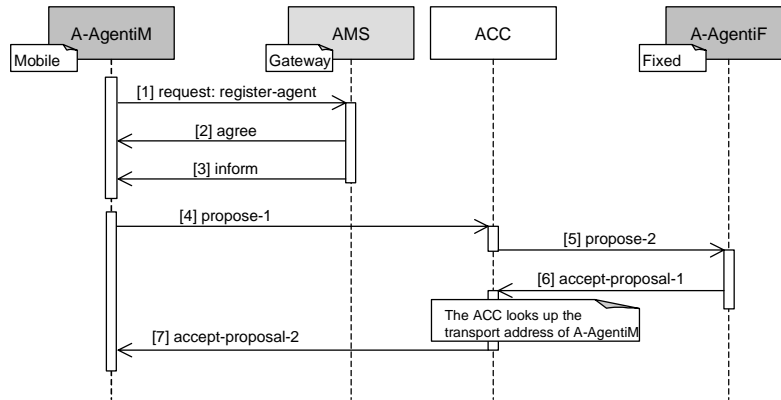 A-AgentiM
AMS
ACC
A-AgentiF
Mobile
Gateway
Fixed
[1] request: register-agent
[2] agree
[3] inform
[4] propose-1
[5] propose-2
[6] accept-proposal-1
The ACC looks up the
transport address of A-AgentiM
[7] accept-proposal-2